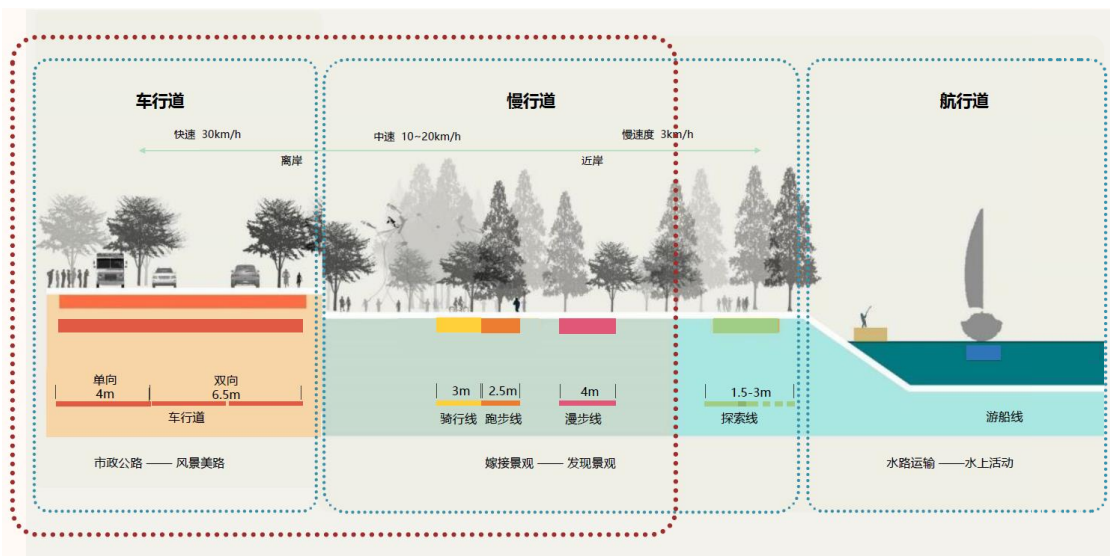 车行道
慢行道
航行道
快速 30km/h
中速 10~20km/h
慢速度 3km/h
离岸
近岸
单向
4m
双向
6.5m
车行道
3m
2.5m
4m
1.5-3m
骑行线
跑步线
漫步线
探索线
游船线
市政公路 —— 风景美路
嫁接景观 —— 发现景观
水路运输 ——水上活动